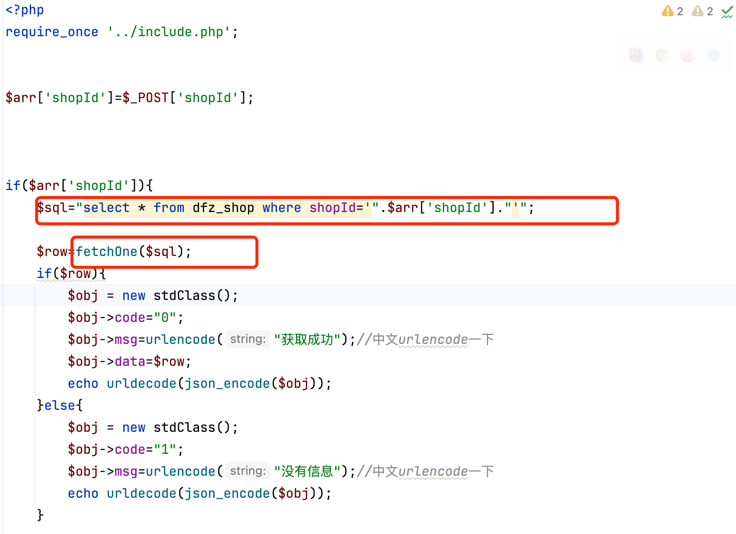 <?php
2 2
require_once '../include.php';
$arr['shopId']=$_POST['shopId'];
if($arr['shopId']){
$sql="select * from dfz_shop where shopId='".$arr['shopId']."'";
$row=fetchOne($sql);
if($row){
$obj = new stdClass();
$obj->code="0";
$obj->msg=urlencode( string: "获取成功");//中文urlencode一下
$obj->data=$row;
echo urldecode(json_encode($obj));
}else{
$obj = new stdClass();
$obj->code="1";
$obj->msg=urlencode( string: "没有信息");//中文urlencode一下
echo urldecode(json_encode($obj));
}